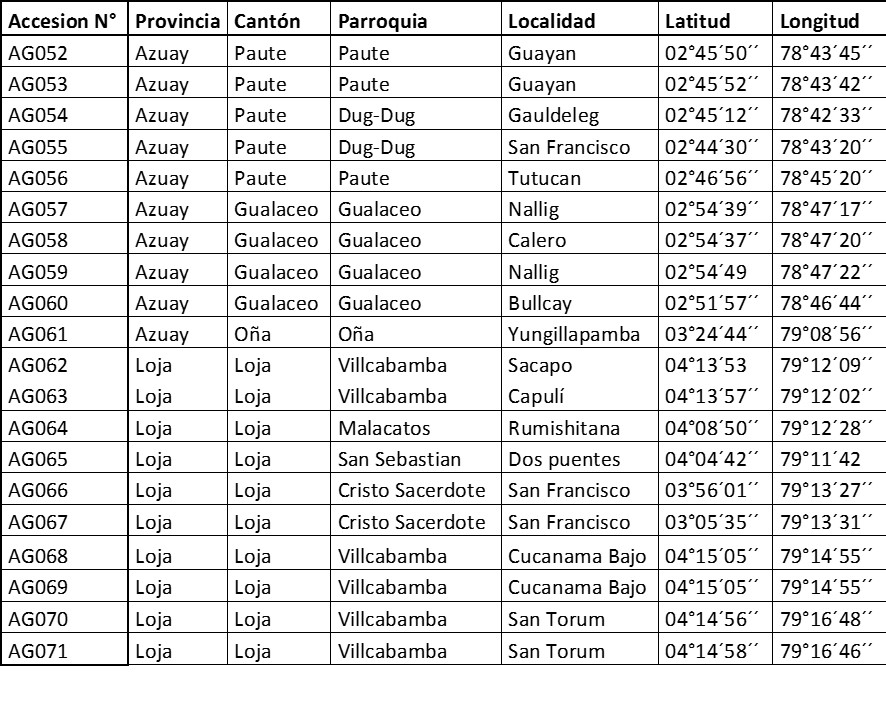 Accesion N° Provincia Cantón Parroquia Localidad Latitud Longitud
AG052 Azuay Paute Paute Guayan 02°45´50´´ 78°43´45´´
AG053 Azuay Paute Paute Guayan 02°45´52´´ 78°43´42´´
AG054 Azuay Paute Dug-Dug Gauldeleg 02°45´12´´ 78°42´33´´
AG055 Azuay Paute Dug-Dug San Francisco 02°44´30´´ 78°43´20´´
AG056 Azuay Paute Paute Tutucan 02°46´56´´ 78°45´20´´
AG057 Azuay Gualaceo Gualaceo Nallig 02°54´39´´ 78°47´17´´
AG058 Azuay Gualaceo Gualaceo Calero 02°54´37´´ 78°47´20´´
AG059 Azuay Gualaceo Gualaceo Nallig 02°54´49 78°47´22´´
AG060 Azuay Gualaceo Gualaceo Bullcay 02°51´57´´ 78°46´44´´
AG061 Azuay Oña Oña Yungillapamba 03°24´44´´ 79°08´56´´
AG062 Loja Loja Villcabamba Sacapo 04°13´53 79°12´09´´
AG063 Loja Loja Villcabamba Capulí 04°13´57´´ 79°12´02´´
AG064 Loja Loja Malacatos Rumishitana 04°08´50´´ 79°12´28´´
AG065 Loja Loja San Sebastian Dos puentes 04°04´42´´ 79°11´42
AG066 Loja Loja Cristo Sacerdote San Francisco 03°56´01´´ 79°13´27´´
AG067 Loja Loja Cristo Sacerdote San Francisco 03°05´35´´ 79°13´31´´
AG068 Loja Loja Villcabamba Cucanama Bajo 04°15´05´´ 79°14´55´´
AG069 Loja Loja Villcabamba Cucanama Bajo 04°15´05´´ 79°14´55´´
AG070 Loja Loja Villcabamba San Torum 04°14´56´´ 79°16´48´´
AG071 Loja Loja Villcabamba San Torum 04°14´58´´ 79°16´46´´